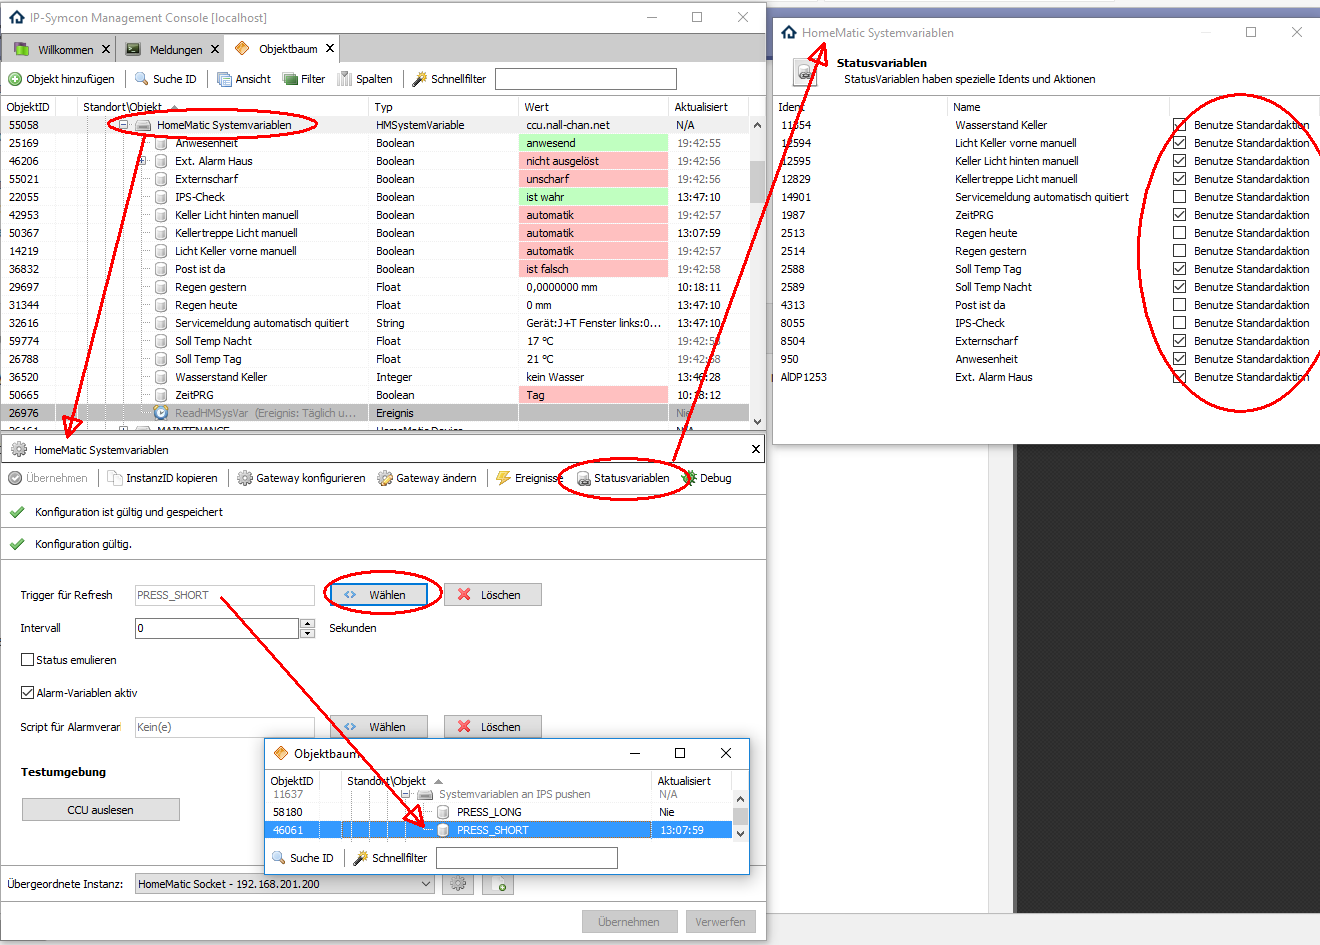 IP-Symcon Management Console [localhost]
Willkommen X Meldungen X Objektbaum X
Objekt hinzufügen Suche ID Ansicht Filter Spalten Schnellfilter
ObjektID Standort\Objekt Typ Wert Aktualisiert
55058 HomeMatic Systemvariablen HMSystemVariable ccu.nall-chan.net N/A
25169 Anwesenheit Boolean anwesend 19:42:55
46206 Ext. Alarm Haus Boolean nicht ausgelöst 19:42:56
55021 Externscharf Boolean unscharf 19:42:56
22055 IPS-Check Boolean ist wahr 13:47:10
42953 Keller Licht hinten manuell Boolean automatik 19:42:57
50367 Kellertreppe Licht manuell Boolean automatik 13:07:59
14219 Licht Keller vorne manuell Boolean automatik 19:42:57
36832 Post ist da Boolean ist falsch 19:42:58
29697 Regen gestern Float 0,0000000 mm 10:18:11
31344 Regen heute Float 0 mm 13:47:10
32616 Servicemeldung automatisch quitiert String Gerät:J+T Fenster links:0... 13:47:10
59774 Soll Temp Nacht Float 17 °C 19:42:58
26788 Soll Temp Tag Float 21 °C 19:42:58
36520 Wasserstand Keller Integer kein Wasser 13:46:28
50665 ZeitPRG Boolean Tag 10:18:12
26976 ReadHMSysVar (Ereignis: Täglich u... Ereignis Nie
26161 MAINTENANCE HomeMatic Device N/A
HomeMatic Systemvariablen
Übernehmen InstanzID kopieren Gateway konfigurieren Gateway ändern Ereignisse Statusvariablen Debug
Konfiguration ist gültig und gespeichert
Konfiguration gültig.
Trigger für Refresh PRESS_SHORT Wählen Löschen
Intervall 0 Sekunden
Status emulieren
Alarm-Variablen aktiv
Script für Alarmverari Kein(e) Wählen Löschen
Testumgebung
CCU auslesen
Übergeordnete Instanz: HomeMatic Socket - 192.168.201.200
Übernehmen Verwerfen
Objektbaum
ObjektID Standort\Objekt Aktualisiert
11637 Systemvariablen an IPS pushen N/A
58180 PRESS_LONG Nie
46061 PRESS_SHORT 13:07:59
Suche ID Schnellfilter
HomeMatic Systemvariablen
Statusvariablen
StatusVariablen haben spezielle Idents und Aktionen
Ident Name
Wasserstand Keller Benutze Standardaktion
12594 Licht Keller vorne manuell Benutze Standardaktion
12595 Keller Licht hinten manuell Benutze Standardaktion
12829 Kellertreppe Licht manuell Benutze Standardaktion
14901 Servicemeldung automatisch quitiert Benutze Standardaktion
1987 ZeitPRG Benutze Standardaktion
2513 Regen heute Benutze Standardaktion
2514 Regen gestern Benutze Standardaktion
2588 Soll Temp Tag Benutze Standardaktion
2589 Soll Temp Nacht Benutze Standardaktion
4313 Post ist da Benutze Standardaktion
8055 IPS-Check Benutze Standardaktion
8504 Externscharf Benutze Standardaktion
950 Anwesenheit Benutze Standardaktion
AlDP1253 Ext. Alarm Haus Benutze Standardaktion